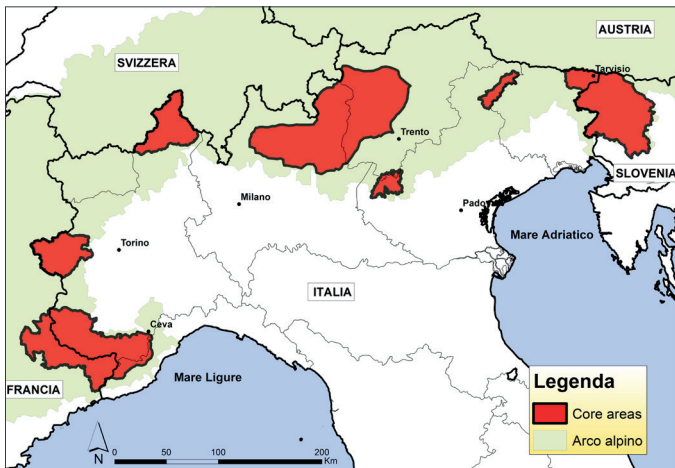 AUSTRIA
SVIZZERA
Tarvisio
Trento
SLOVENIA
Milano
Padova
Mare Adriatico
Torino
ITALIA
Ceva
FRANCIA
Mare Ligure
Legenda
Core areas
Arco alpino
N
0 50 100 200
Km